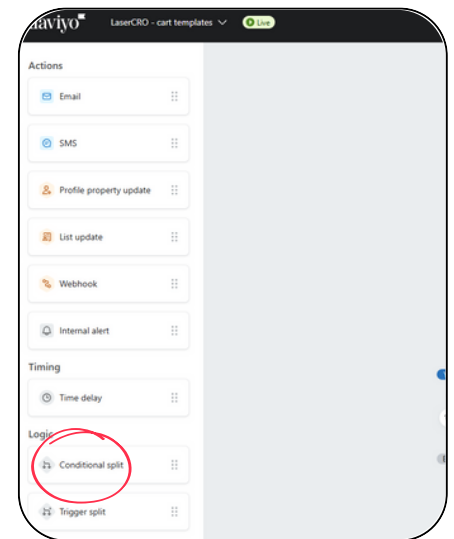 LaserCRO - cart templates
Live
Actions
Email
SMS
Profile property update
List update
Webhook
Internal alert
Timing
Time delay
Logic
Conditional split
Trigger split